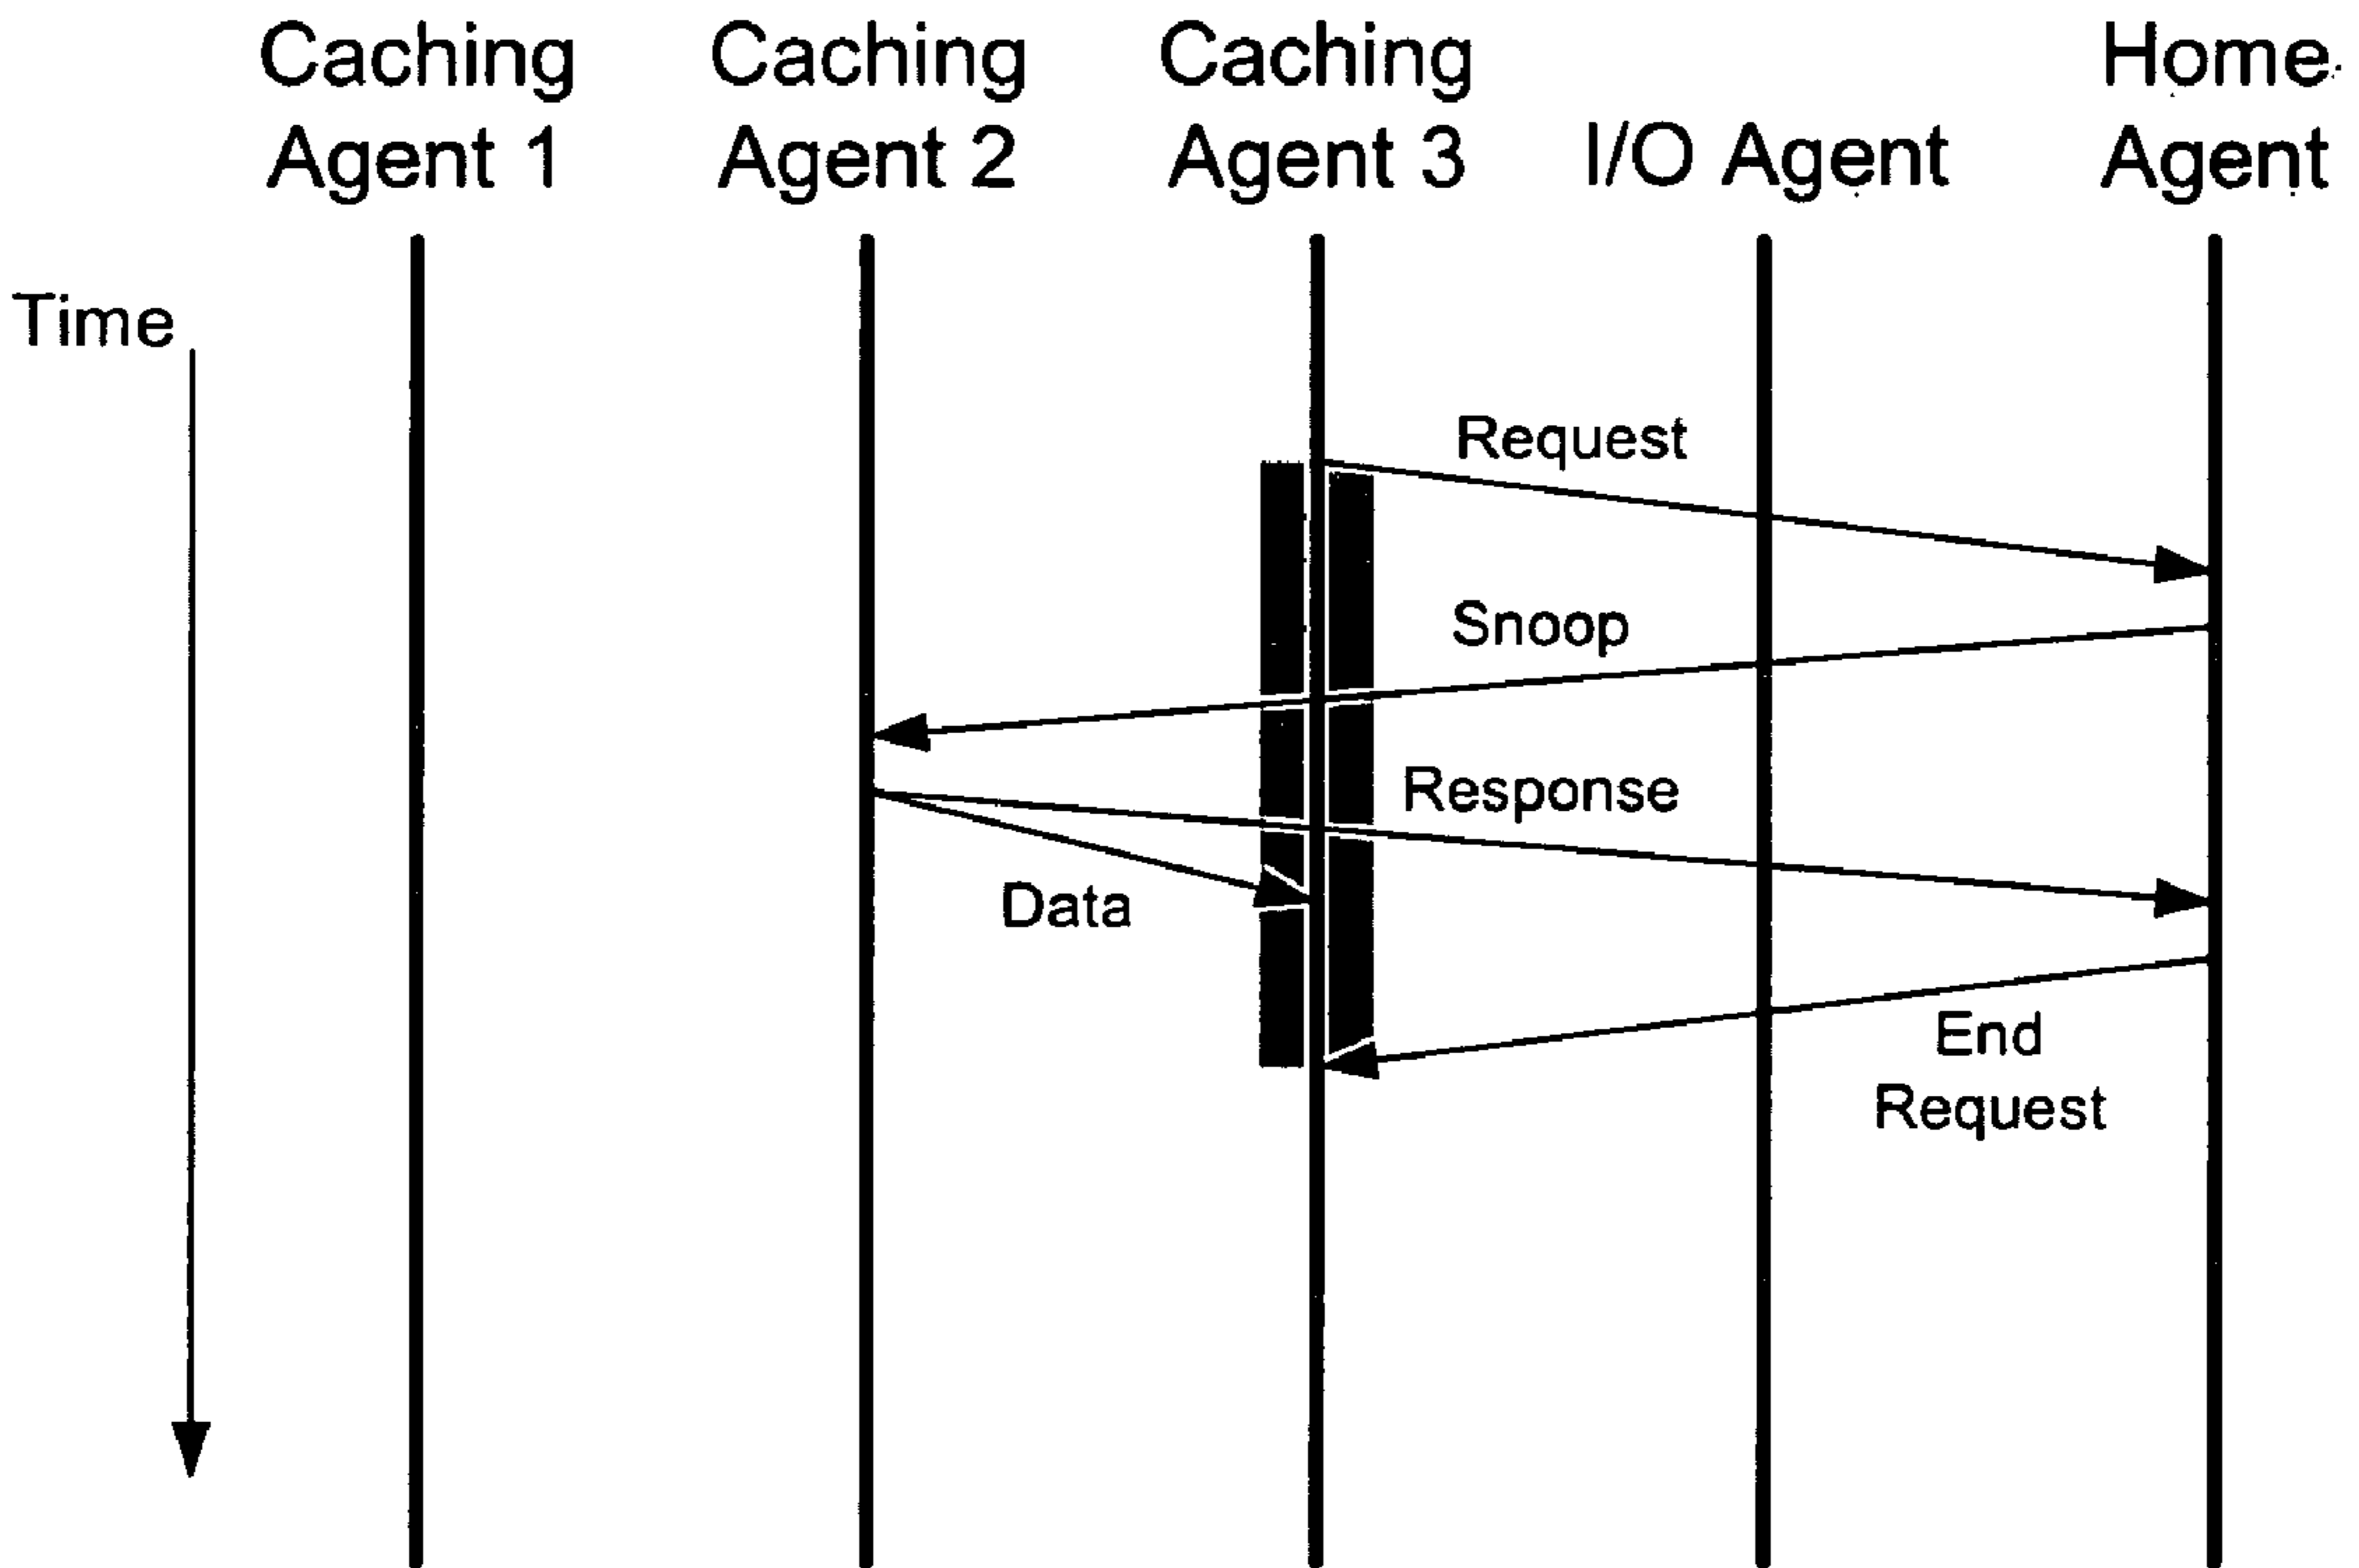 Caching
Agent 1
Caching
Agent 2
Caching
Agent 3
I/O Agent
Home
Agent
Time
Request
Snoop
Response
Data
End
Request